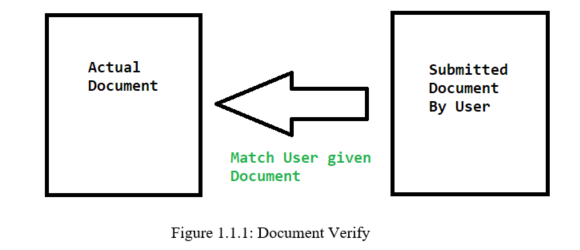 Actual
Document
Submitted
Document
By User
Match User given
Document
Figure 1.1.1: Document Verify